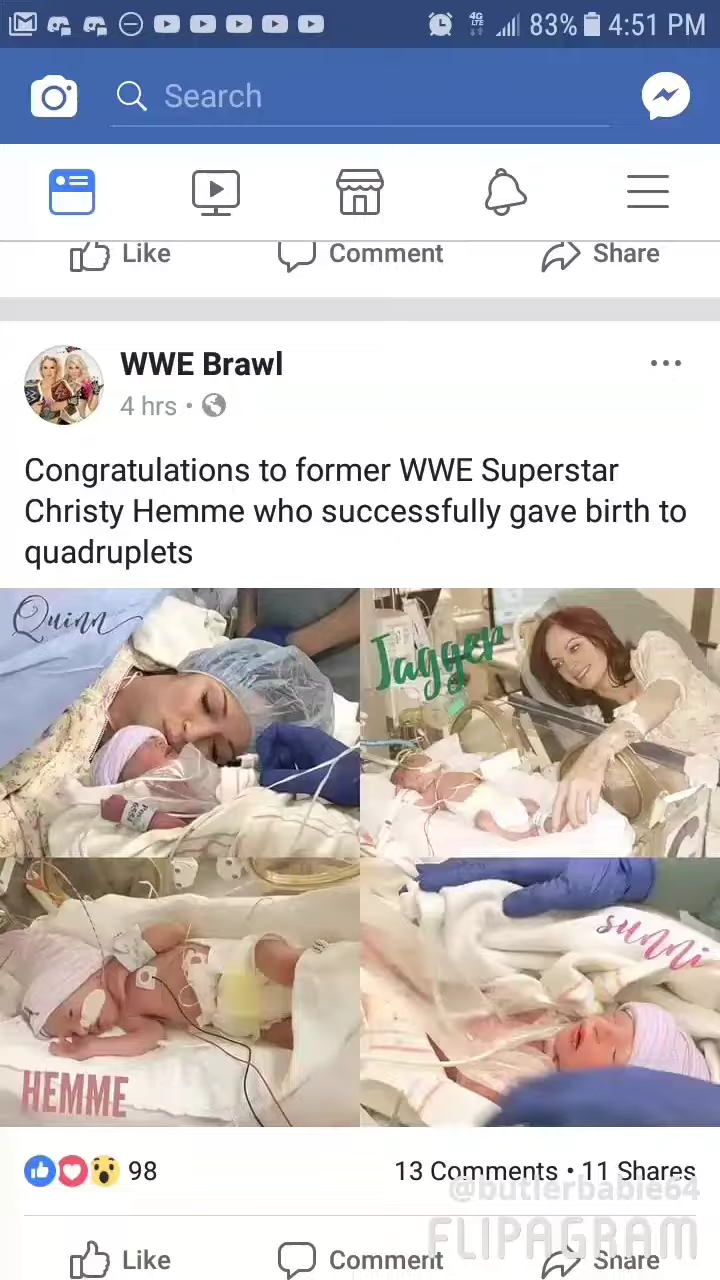 4G LTE 83% 4:51 PM
Search
Like Comment Share
WWE Brawl
4 hrs •
Congratulations to former WWE Superstar
Christy Hemme who successfully gave birth to
quadruplets
Quinn
Jagger
HEMME
sunni
98 13 Comments • 11 Shares
@butlerbabie64
FLIPAGRAM
Like Comment Share